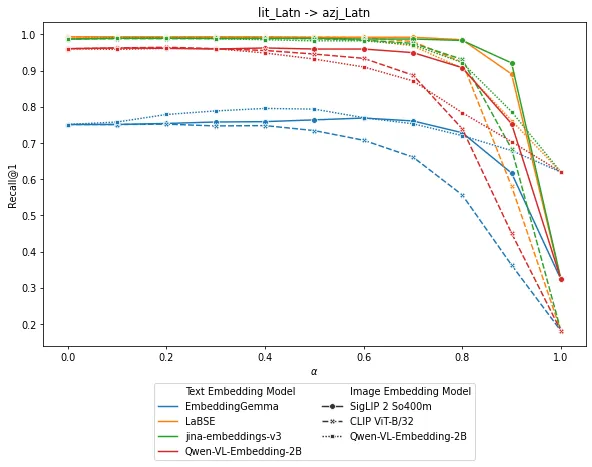 lit_Latn -> azj_Latn
Recall@1
1.0
0.9
0.8
0.7
0.6
0.5
0.4
0.3
0.2
0.0 0.2 0.4 0.6 0.8 1.0
α
Text Embedding Model
EmbeddingGemma
LaBSE
jina-embeddings-v3
Qwen-VL-Embedding-2B
Image Embedding Model
SigLIP 2 So400m
CLIP ViT-B/32
Qwen-VL-Embedding-2B